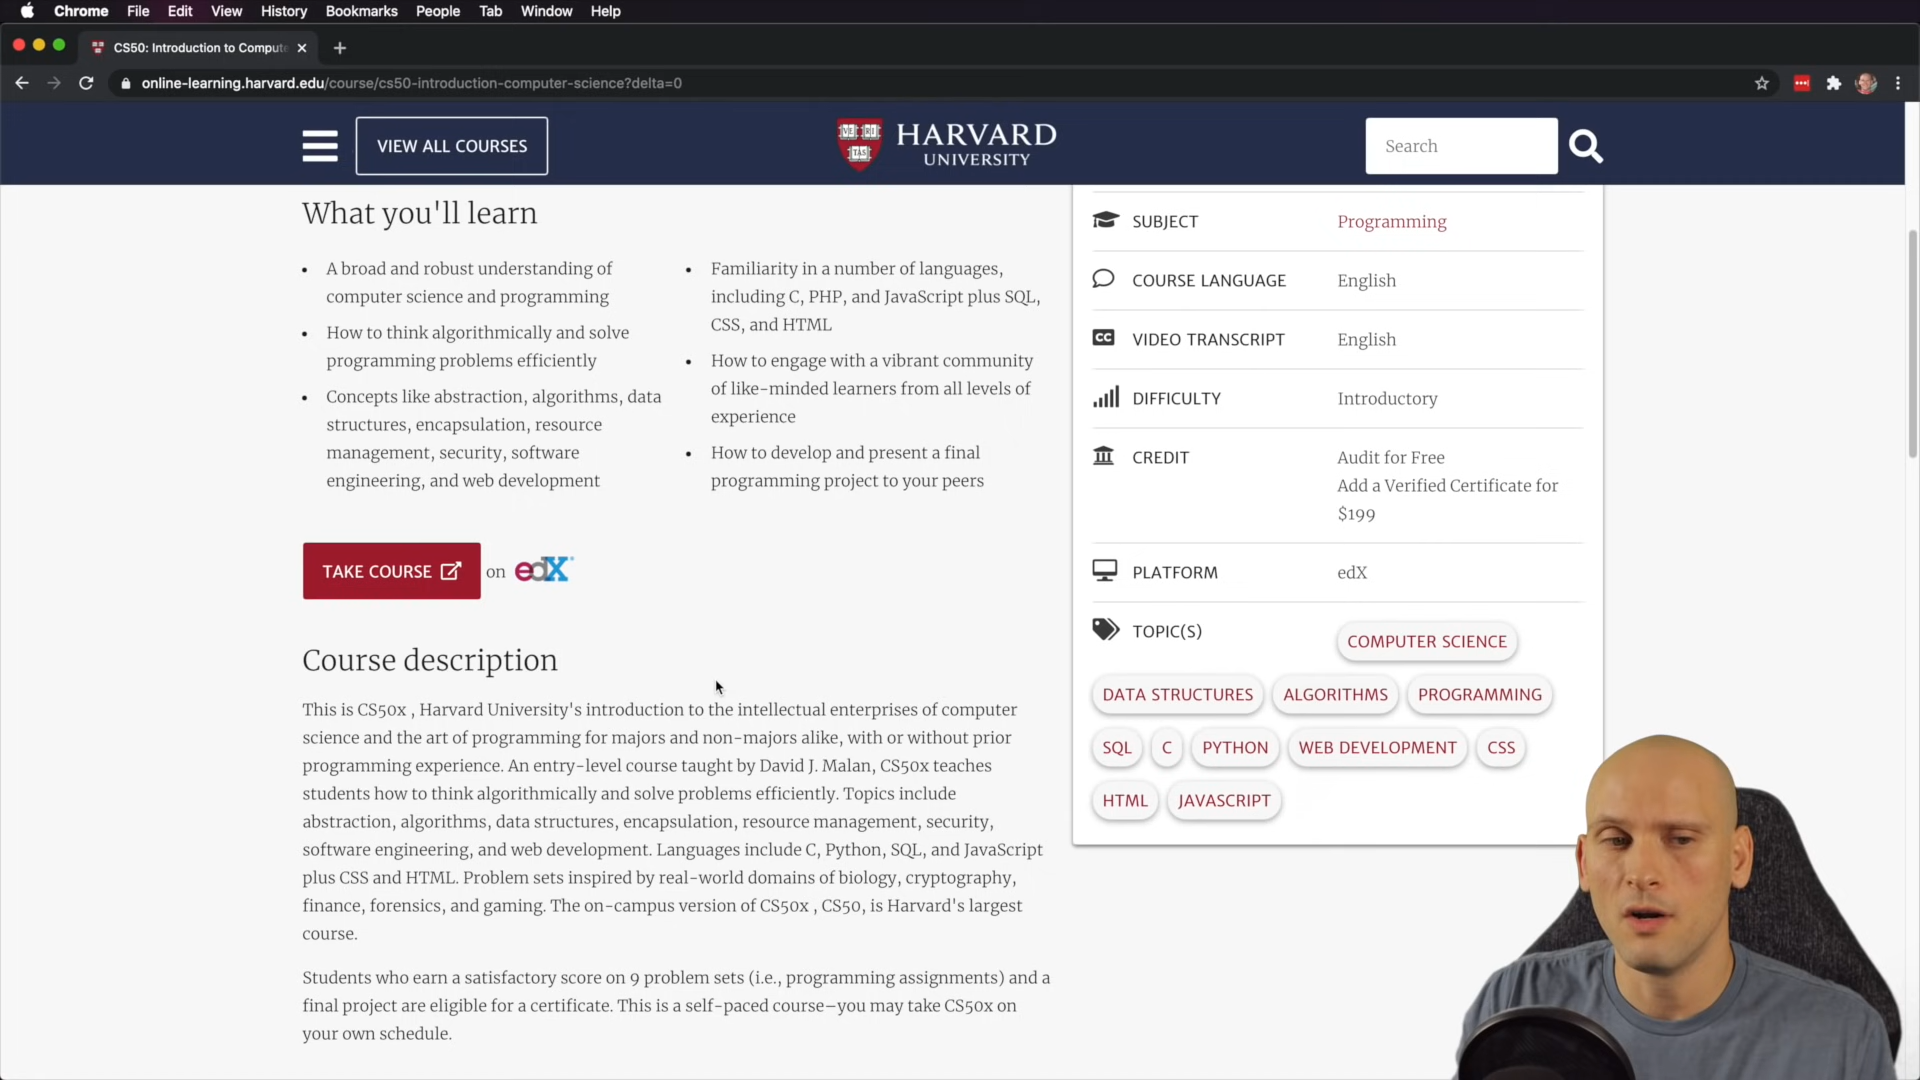 Chrome File Edit View History Bookmarks People Tab Window Help
CS50: Introduction to Compute
online-learning.harvard.edu/course/cs50-introduction-computer-science?delta=0
VIEW ALL COURSES
VE RI
TAS
HARVARD
UNIVERSITY
Search
What you'll learn
• A broad and robust understanding of
computer science and programming
• How to think algorithmically and solve
programming problems efficiently
• Concepts like abstraction, algorithms, data
structures, encapsulation, resource
management, security, software
engineering, and web development
• Familiarity in a number of languages,
including C, PHP, and JavaScript plus SQL,
CSS, and HTML
• How to engage with a vibrant community
of like-minded learners from all levels of
experience
• How to develop and present a final
programming project to your peers
TAKE COURSE on edX
Course description
This is CS50x , Harvard University's introduction to the intellectual enterprises of computer
science and the art of programming for majors and non-majors alike, with or without prior
programming experience. An entry-level course taught by David J. Malan, CS50x teaches
students how to think algorithmically and solve problems efficiently. Topics include
abstraction, algorithms, data structures, encapsulation, resource management, security,
software engineering, and web development. Languages include C, Python, SQL, and JavaScript
plus CSS and HTML. Problem sets inspired by real-world domains of biology, cryptography,
finance, forensics, and gaming. The on-campus version of CS50x , CS50, is Harvard's largest
course.
Students who earn a satisfactory score on 9 problem sets (i.e., programming assignments) and a
final project are eligible for a certificate. This is a self-paced course–you may take CS50x on
your own schedule.
SUBJECT Programming
COURSE LANGUAGE English
CC VIDEO TRANSCRIPT English
DIFFICULTY Introductory
CREDIT Audit for Free
Add a Verified Certificate for
$199
PLATFORM edX
TOPIC(S) COMPUTER SCIENCE
DATA STRUCTURES ALGORITHMS PROGRAMMING
SQL C PYTHON WEB DEVELOPMENT CSS
HTML JAVASCRIPT